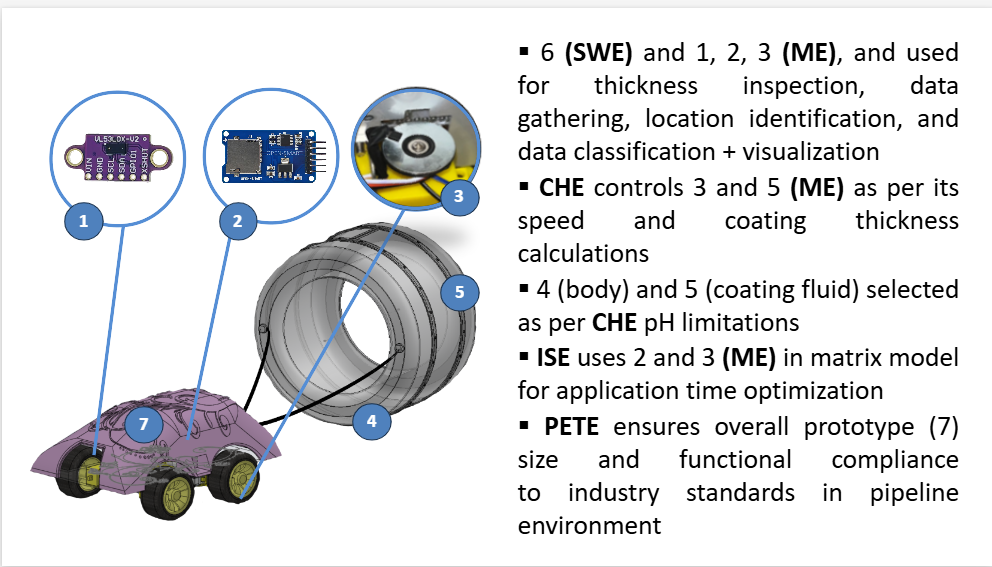 VL53LOX-V2
VIN
GND
SCL
SDA
GPIO1
XSHUT
OPEN-SMART
1
2
3
4
5
7
▪ 6 (SWE) and 1, 2, 3 (ME), and used
for thickness inspection, data
gathering, location identification, and
data classification + visualization
▪ CHE controls 3 and 5 (ME) as per its
speed and coating thickness
calculations
▪ 4 (body) and 5 (coating fluid) selected
as per CHE pH limitations
▪ ISE uses 2 and 3 (ME) in matrix model
for application time optimization
▪ PETE ensures overall prototype (7)
size and functional compliance
to industry standards in pipeline
environment